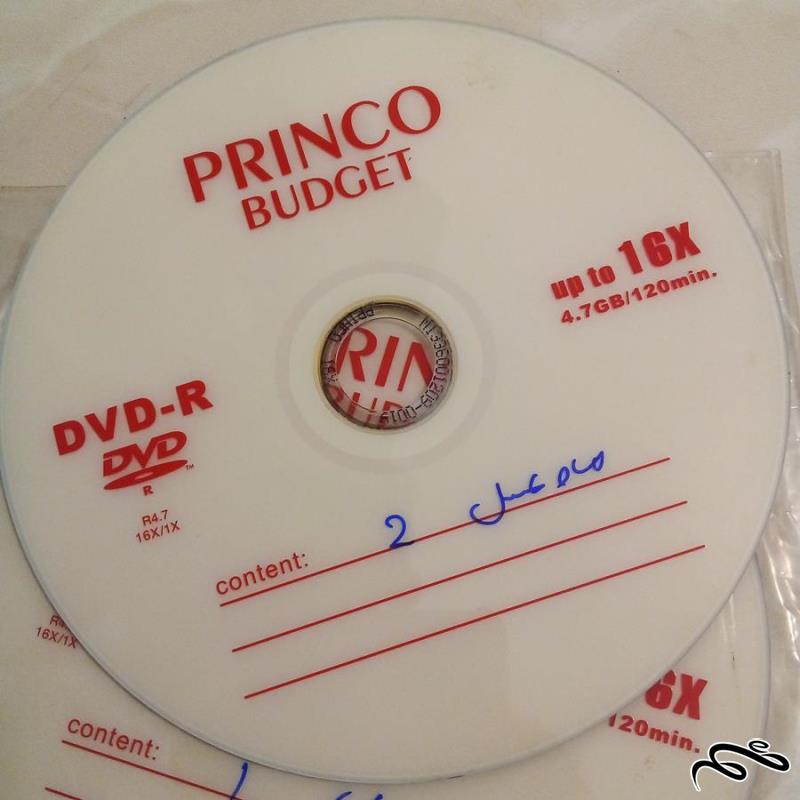 PRINCO
BUDGET
up to 16X
4.7GB/120min.
DVD-R
DVD
R
R4.7
16X/1X
content:
2
16X/1X
content:
6X
120min.